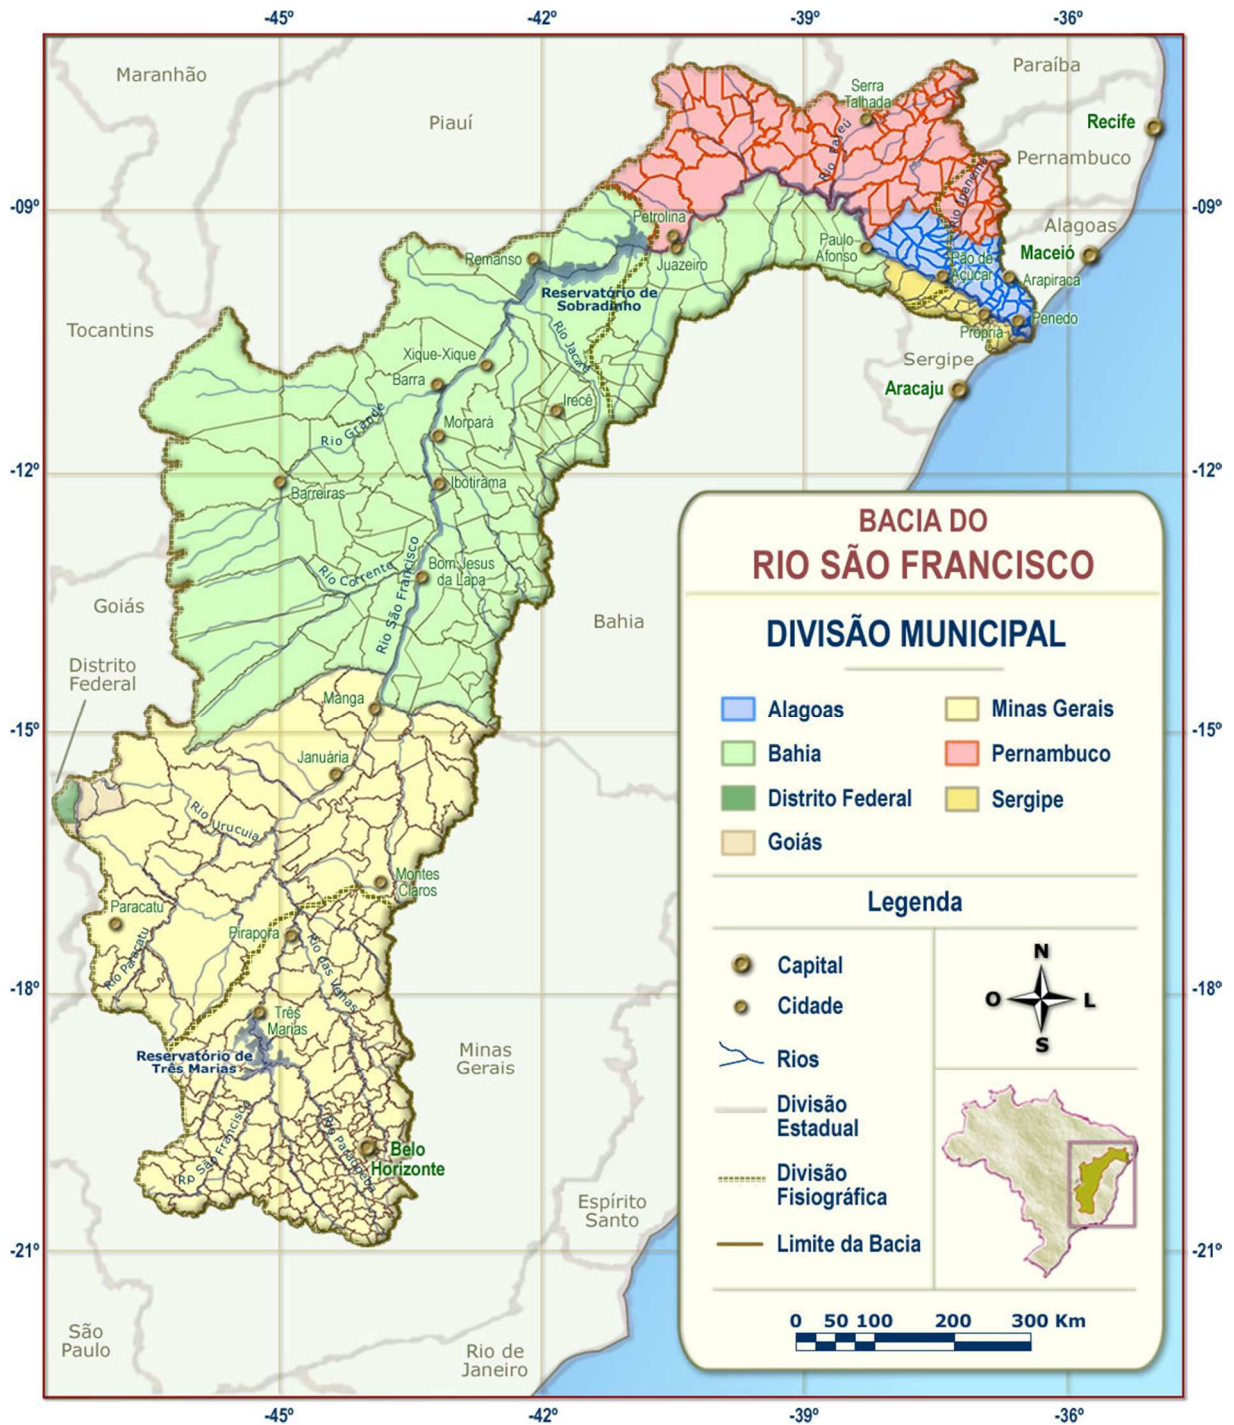 -45º
-42º
-39º
-36º
Maranhão
Piauí
Paraíba
Serra
Talhada
Recife
Rio Pajeú
Pernambuco
-09º
-09º
Rio Ipanema
Petrolina
Alagoas
Remanso
Juazeiro
Paulo
Afonso
Pão de
Açucar
Maceió
Arapiraca
Reservatório de
Sobradinho
Penedo
Propriá
Tocantins
Rio Jacaré
Xique-Xique
Sergipe
Barra
Aracaju
Irecê
Rio Grande
Morpará
-12º
-12º
Barreiras
Ibotirama
Rio Corrente
Bom Jesus
da Lapa
Rio São Francisco
Goiás
Bahia
Distrito
Federal
Manga
-15º
-15º
Januária
Rio Urucuia
Montes
Claros
Paracatu
Pirapora
Rio Paracatu
Rio das Velhas
-18º
-18º
Três
Marias
Reservatório de
Três Marias
Minas
Gerais
Rio Paraopeba
Belo
Horizonte
Rp São Francisco
Espírito
Santo
-21º
-21º
São
Paulo
Rio de
Janeiro
-45º
-42º
-39º
-36º
BACIA DO
RIO SÃO FRANCISCO
DIVISÃO MUNICIPAL
Alagoas
Minas Gerais
Bahia
Pernambuco
Distrito Federal
Sergipe
Goiás
Legenda
Capital
Cidade
Rios
Divisão
Estadual
Divisão
Fisiográfica
Limite da Bacia
N
O
L
S
0 50 100 200 300 Km